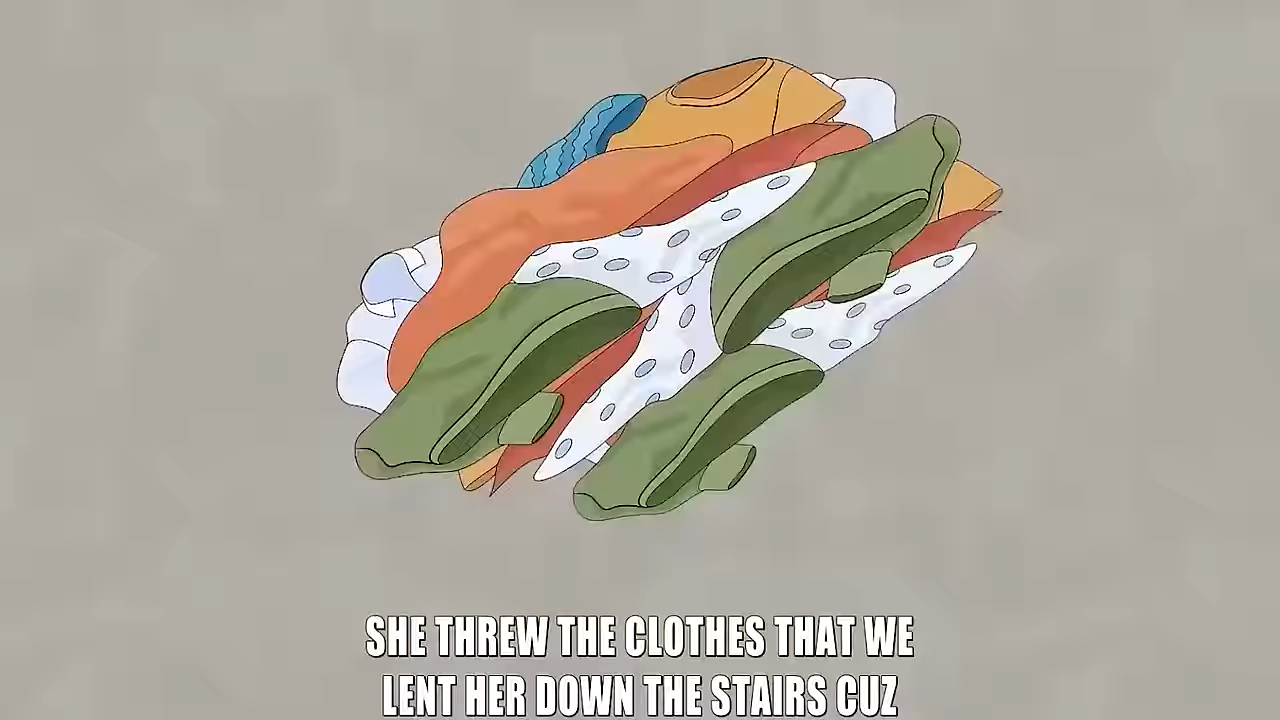 SHE THREW THE CLOTHES THAT WE
LENT HER DOWN THE STAIRS CUZ